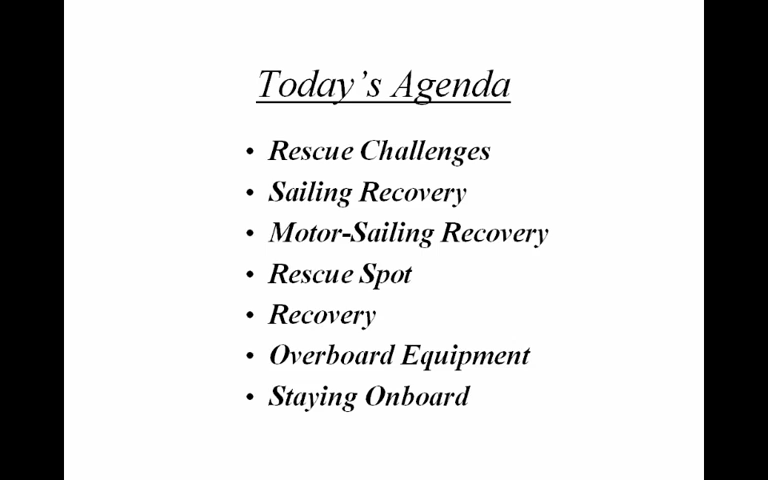 Today’s Agenda
• Rescue Challenges
• Sailing Recovery
• Motor-Sailing Recovery
• Rescue Spot
• Recovery
• Overboard Equipment
• Staying Onboard